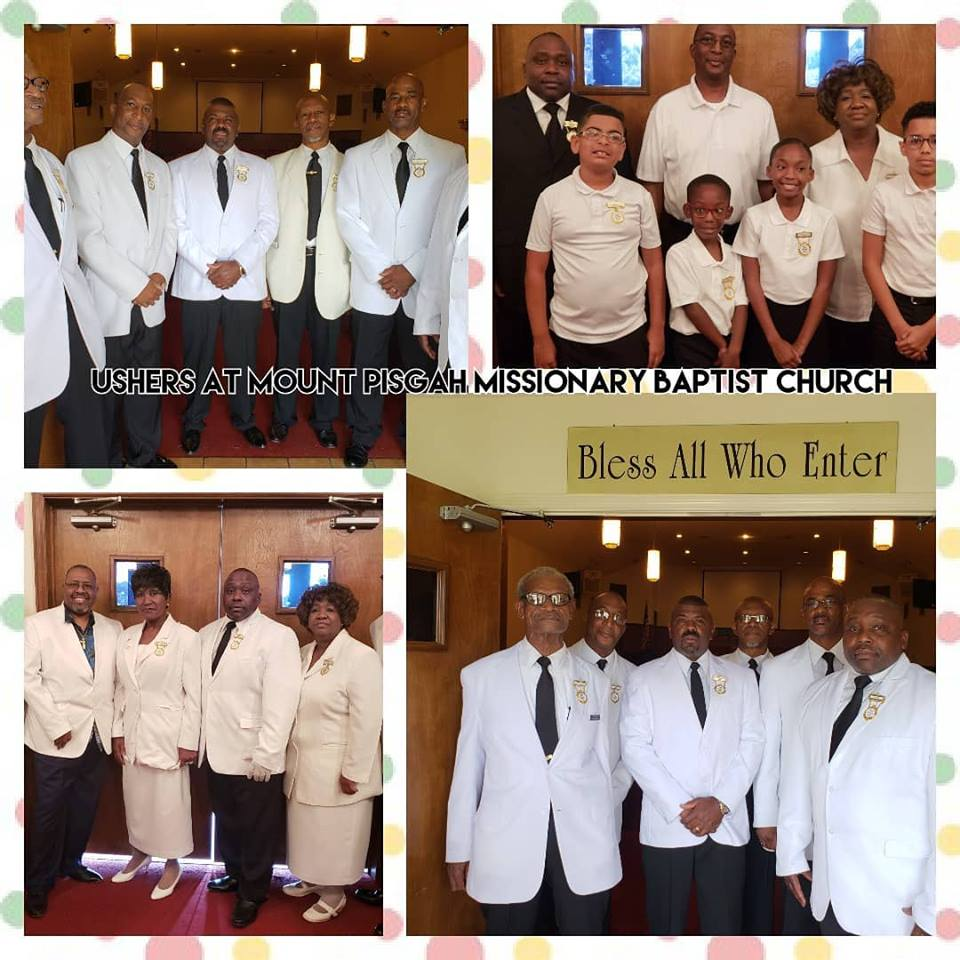 USHERS AT MOUNT PISGAH MISSIONARY BAPTIST CHURCH
Bless All Who Enter